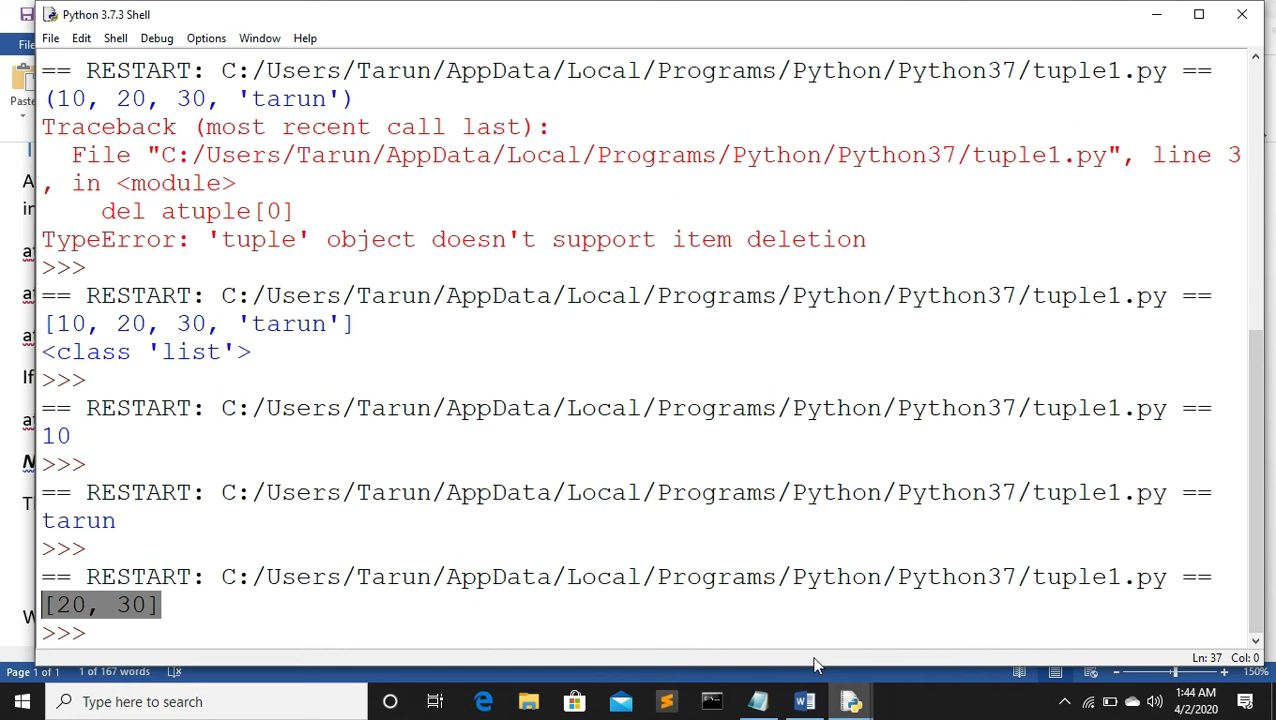 Python 3.7.3 Shell
File Edit Shell Debug Options Window Help
== RESTART: C:/Users/Tarun/AppData/Local/Programs/Python/Python37/tuple1.py ==
(10, 20, 30, 'tarun')
Traceback (most recent call last):
File "C:/Users/Tarun/AppData/Local/Programs/Python/Python37/tuple1.py", line 3
, in <module>
del atuple[0]
TypeError: 'tuple' object doesn't support item deletion
>>>
== RESTART: C:/Users/Tarun/AppData/Local/Programs/Python/Python37/tuple1.py ==
[10, 20, 30, 'tarun']
<class 'list'>
>>>
== RESTART: C:/Users/Tarun/AppData/Local/Programs/Python/Python37/tuple1.py ==
10
>>>
== RESTART: C:/Users/Tarun/AppData/Local/Programs/Python/Python37/tuple1.py ==
tarun
>>>
== RESTART: C:/Users/Tarun/AppData/Local/Programs/Python/Python37/tuple1.py ==
[20, 30]
>>>
Ln: 37 Col: 0
File
Paste
If
Page 1 of 1 1 of 167 words 150%
Type here to search
1:44 AM
4/2/2020